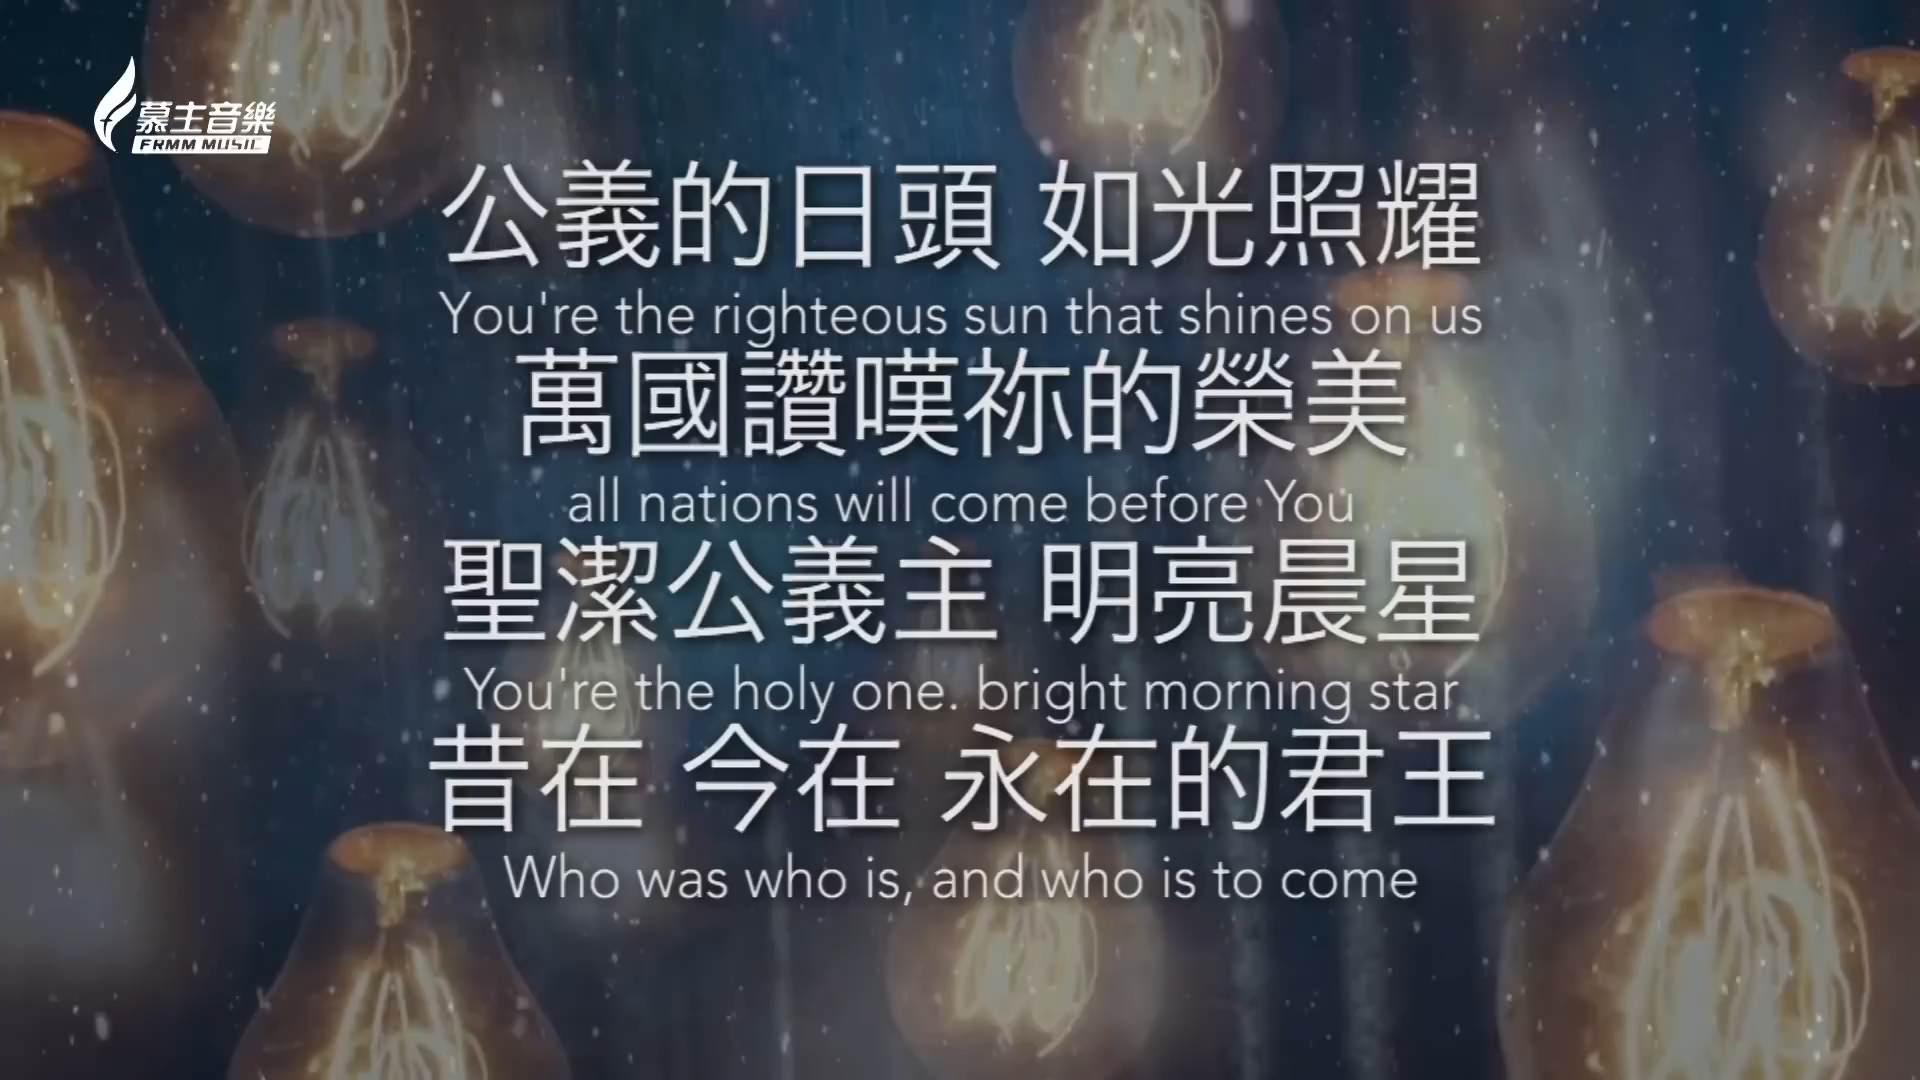 慕主音樂
FRMM MUSIC
公義的日頭 如光照耀
You're the righteous sun that shines on us
萬國讚嘆祢的榮美
all nations will come before You
聖潔公義主 明亮晨星
You're the holy one. bright morning star
昔在 今在 永在的君王
Who was who is, and who is to come